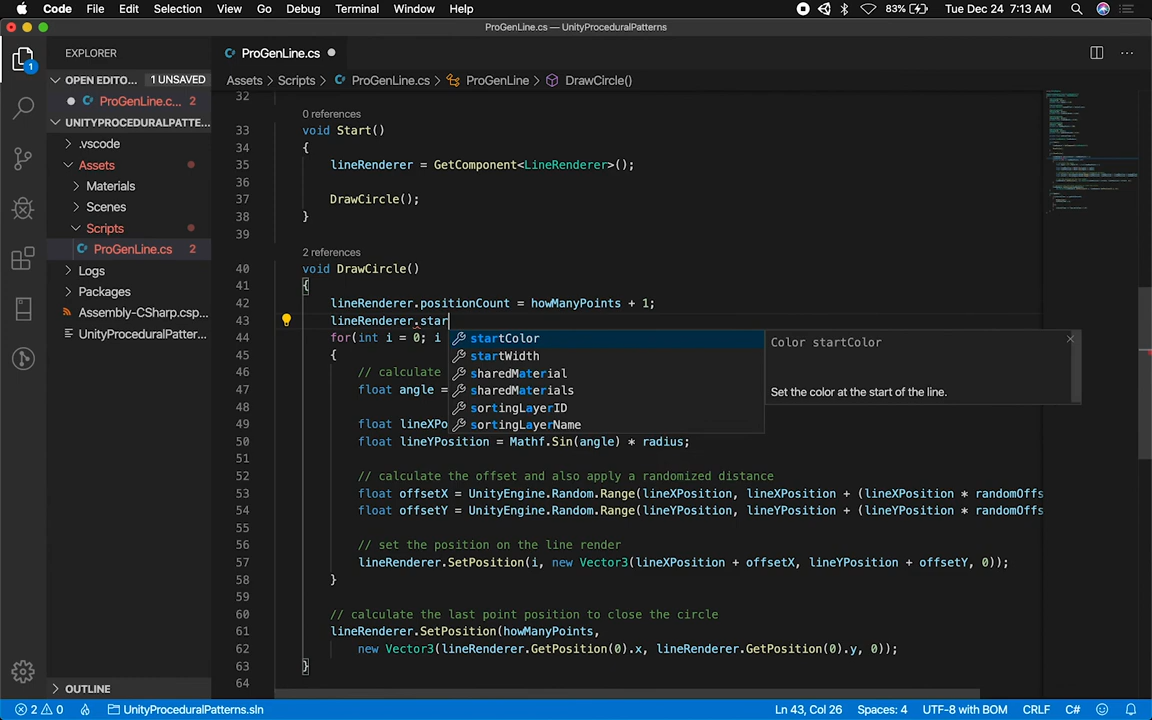 Code File Edit Selection View Go Debug Terminal Window Help 83% Tue Dec 24 7:13 AM
ProGenLine.cs — UnityProceduralPatterns
EXPLORER
ProGenLine.cs
OPEN EDITO... 1 UNSAVED
Assets > Scripts > ProGenLine.cs > ProGenLine > DrawCircle()
ProGenLine.c... 2
UNITYPROCEDURALPATTE...
.vscode
Assets
Materials
Scenes
Scripts
ProGenLine.cs 2
Logs
Packages
Assembly-CSharp.csp...
UnityProceduralPatter...
1
32
0 references
33 void Start()
34 {
35 lineRenderer = GetComponent<LineRenderer>();
36
37 DrawCircle();
38 }
39
2 references
40 void DrawCircle()
41 {
42 lineRenderer.positionCount = howManyPoints + 1;
43 lineRenderer.star
44 for(int i = 0; i
45 {
46 // calculate
47 float angle =
48
49 float lineXPo
50 float lineYPosition = Mathf.Sin(angle) * radius;
51
52 // calculate the offset and also apply a randomized distance
53 float offsetX = UnityEngine.Random.Range(lineXPosition, lineXPosition + (lineXPosition * randomOffs
54 float offsetY = UnityEngine.Random.Range(lineYPosition, lineYPosition + (lineYPosition * randomOffs
55
56 // set the position on the line render
57 lineRenderer.SetPosition(i, new Vector3(lineXPosition + offsetX, lineYPosition + offsetY, 0));
58 }
59
60 // calculate the last point position to close the circle
61 lineRenderer.SetPosition(howManyPoints,
62 new Vector3(lineRenderer.GetPosition(0).x, lineRenderer.GetPosition(0).y, 0));
63 }
64
startColor
startWidth
sharedMaterial
sharedMaterials
sortingLayerID
sortingLayerName
Color startColor
Set the color at the start of the line.
OUTLINE
2 0 UnityProceduralPatterns.sln Ln 43, Col 26 Spaces: 4 UTF-8 with BOM CRLF C#